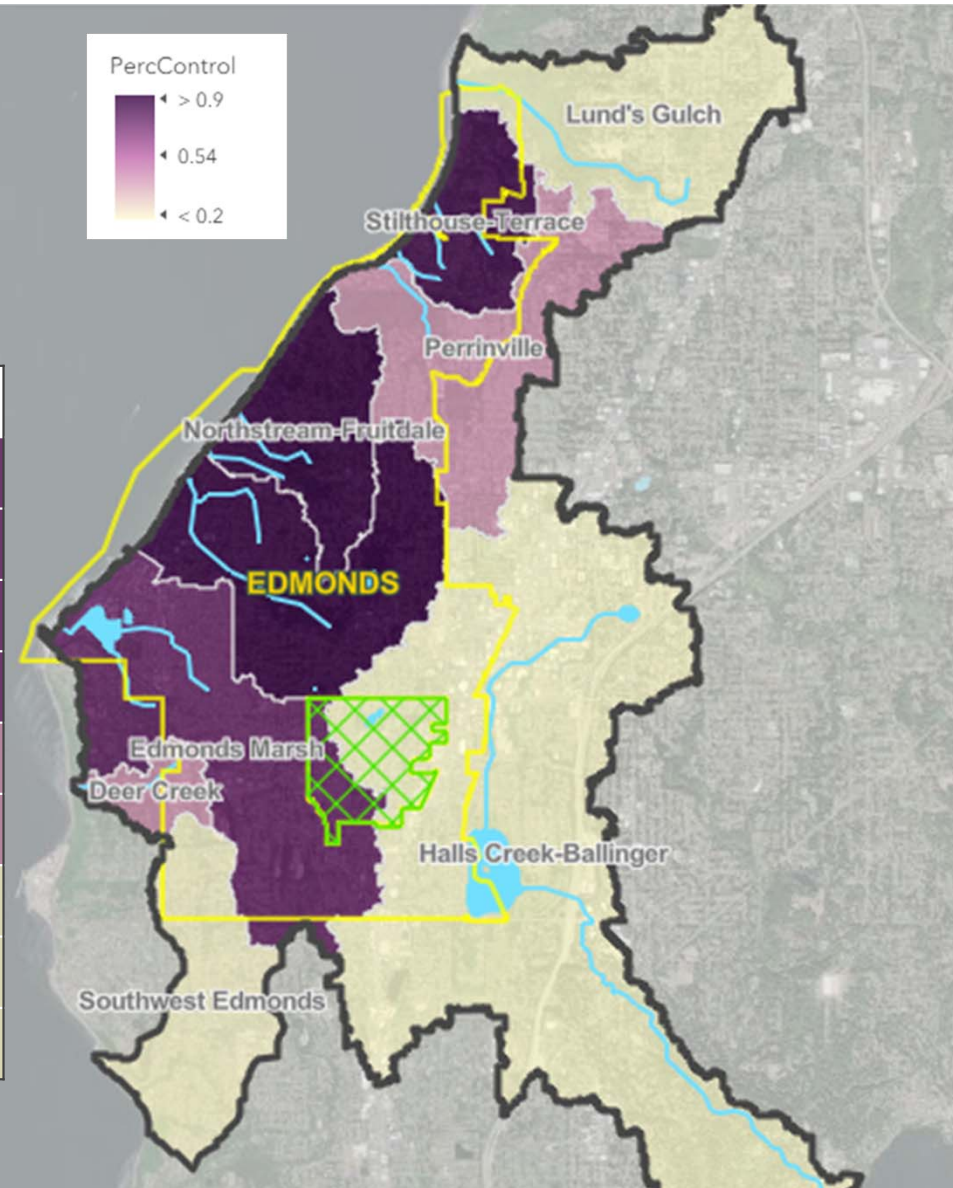 PercControl
> 0.9
0.54
< 0.2
Lund's Gulch
Stilthouse-Terrace
Perrinville
Northstream-Fruitdale
EDMONDS
Edmonds Marsh
Deer Creek
Halls Creek-Ballinger
Southwest Edmonds